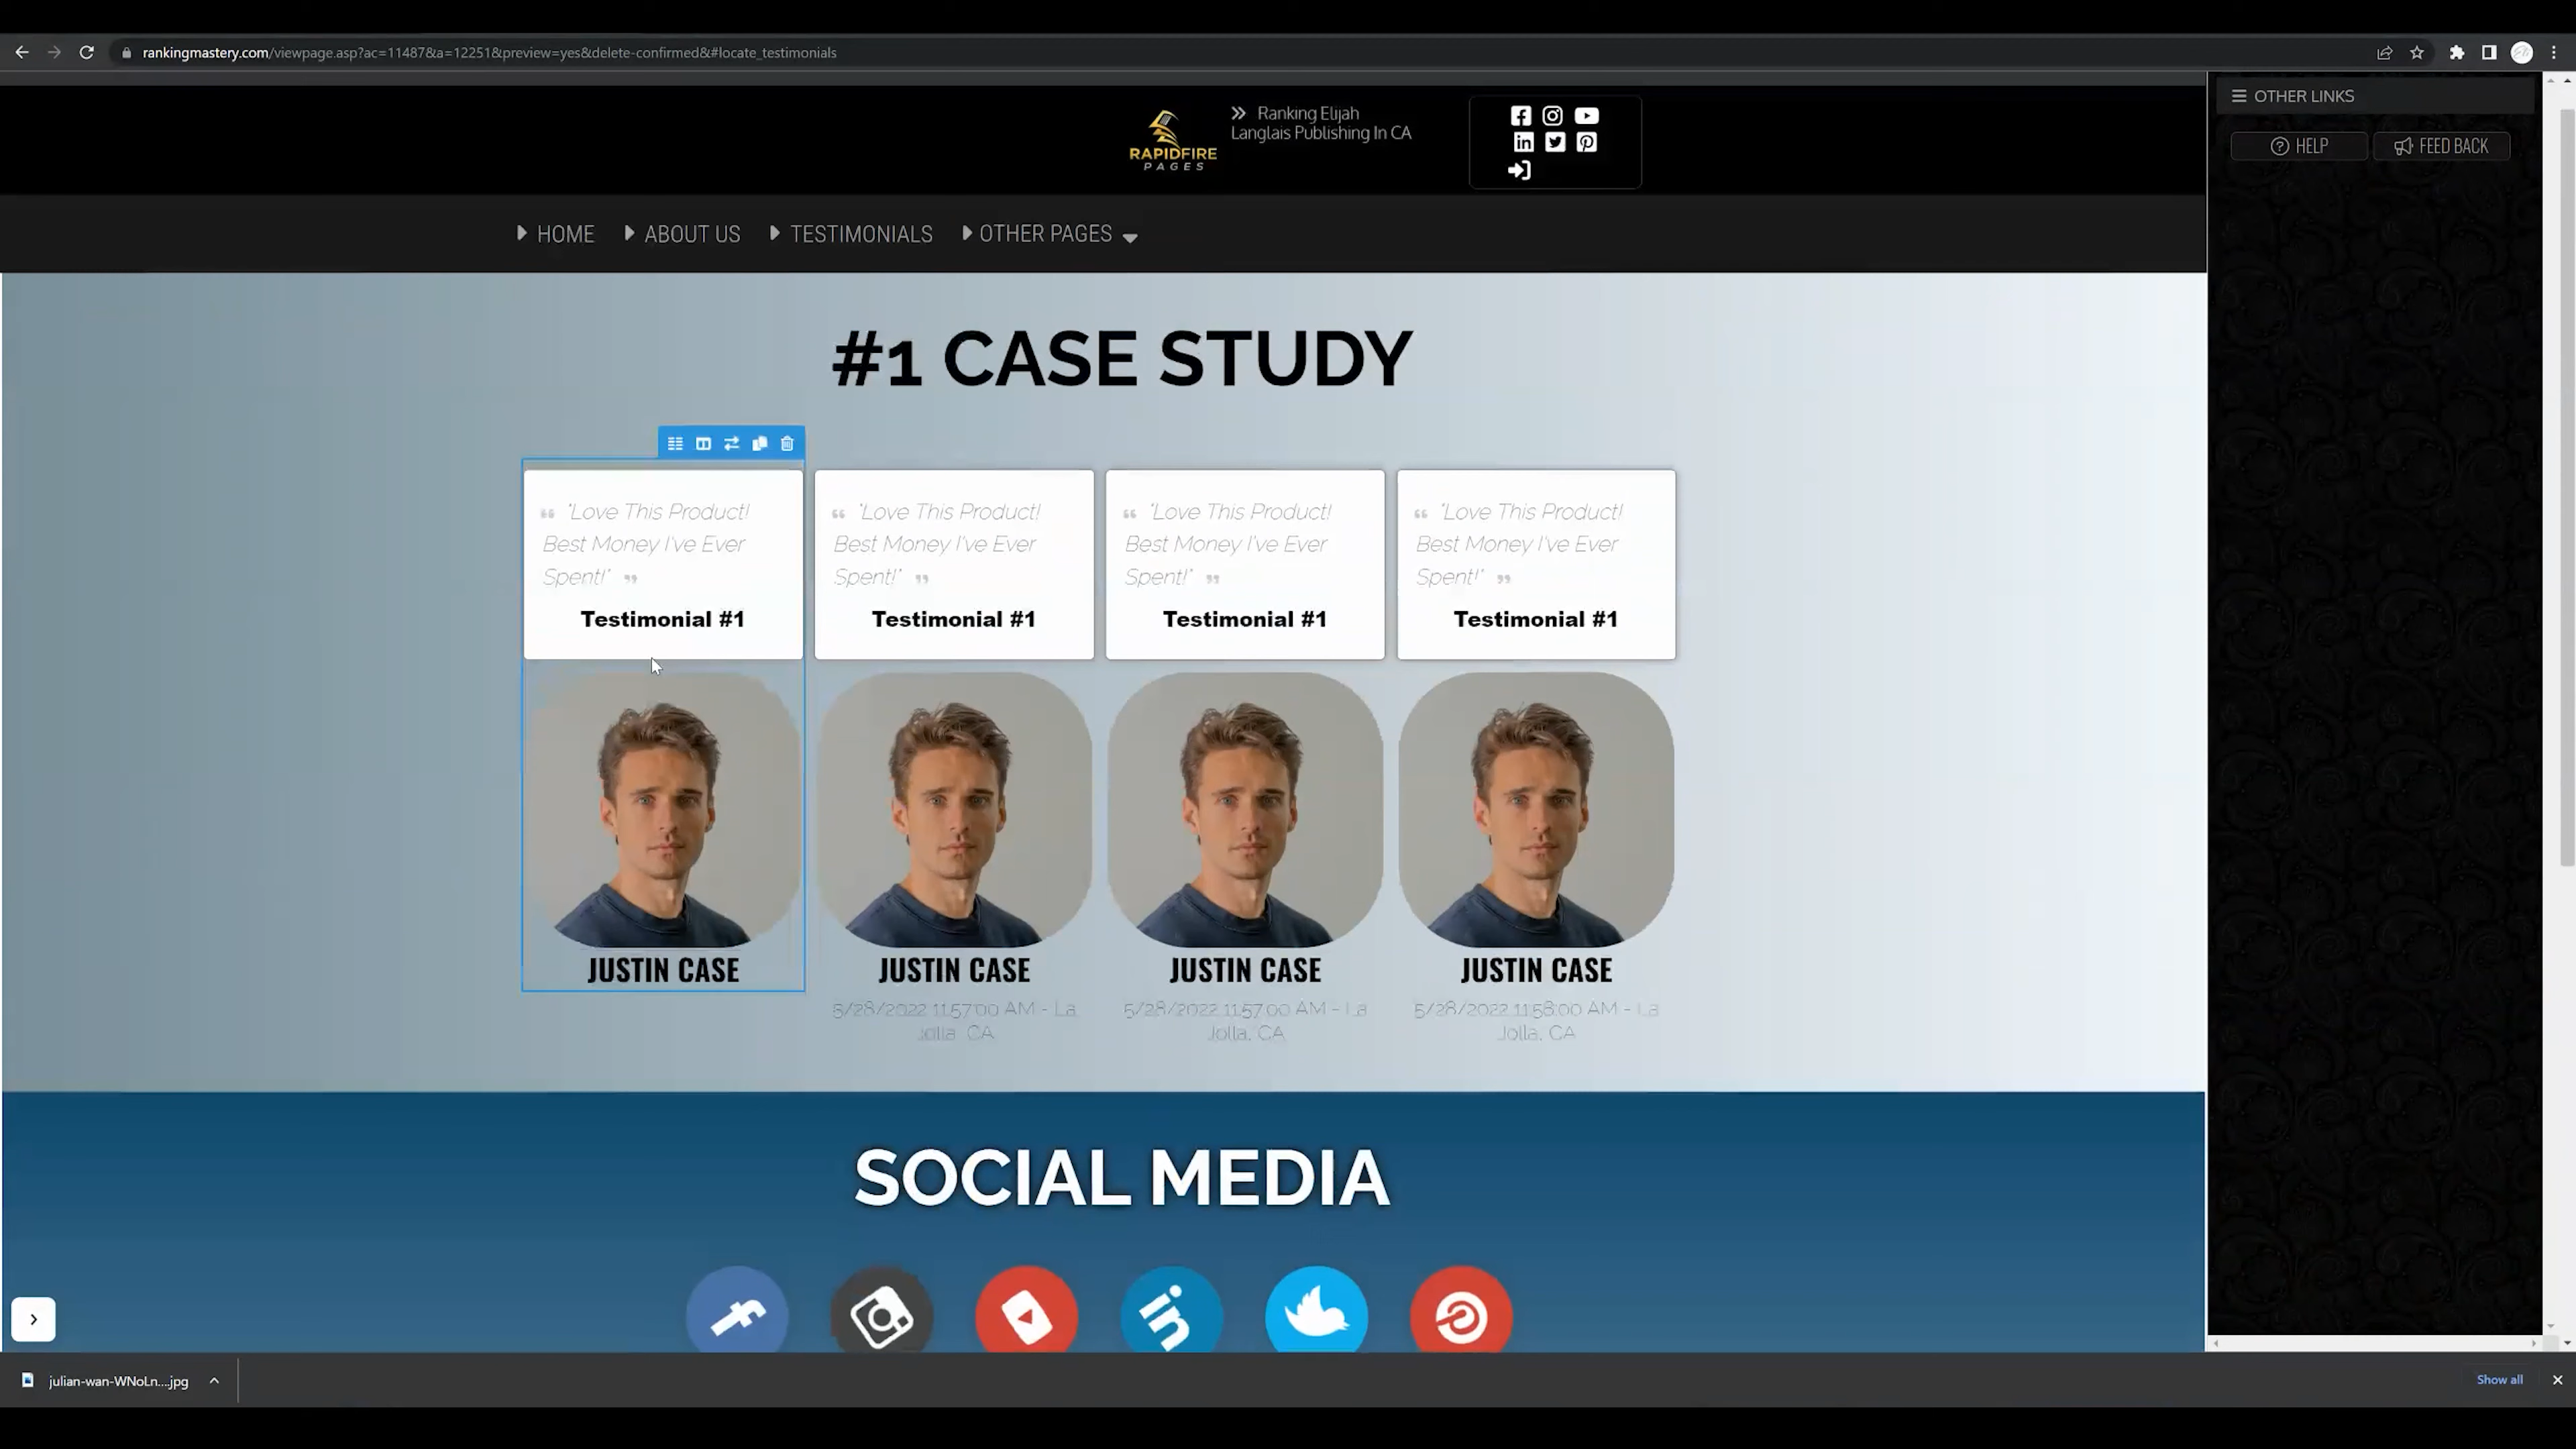 rankingmastery.com/viewpage.asp?ac=11487&a=12251&preview=yes&delete-confirmed&#locate_testimonials
RAPIDFIRE
PAGES
Ranking Elijah
Langlais Publishing In CA
OTHER LINKS
HELP
FEED BACK
HOME
ABOUT US
TESTIMONIALS
OTHER PAGES
#1 CASE STUDY
“ "Love This Product!
Best Money I've Ever
Spent!" ”
Testimonial #1
JUSTIN CASE
“ "Love This Product!
Best Money I've Ever
Spent!" ”
Testimonial #1
JUSTIN CASE
5/28/2022 11:57:00 AM - La
Jolla, CA
“ "Love This Product!
Best Money I've Ever
Spent!" ”
Testimonial #1
JUSTIN CASE
5/28/2022 11:57:00 AM - La
Jolla, CA
“ "Love This Product!
Best Money I've Ever
Spent!" ”
Testimonial #1
JUSTIN CASE
5/28/2022 11:58:00 AM - La
Jolla, CA
SOCIAL MEDIA
julian-wan-WNoLn....jpg
Show all